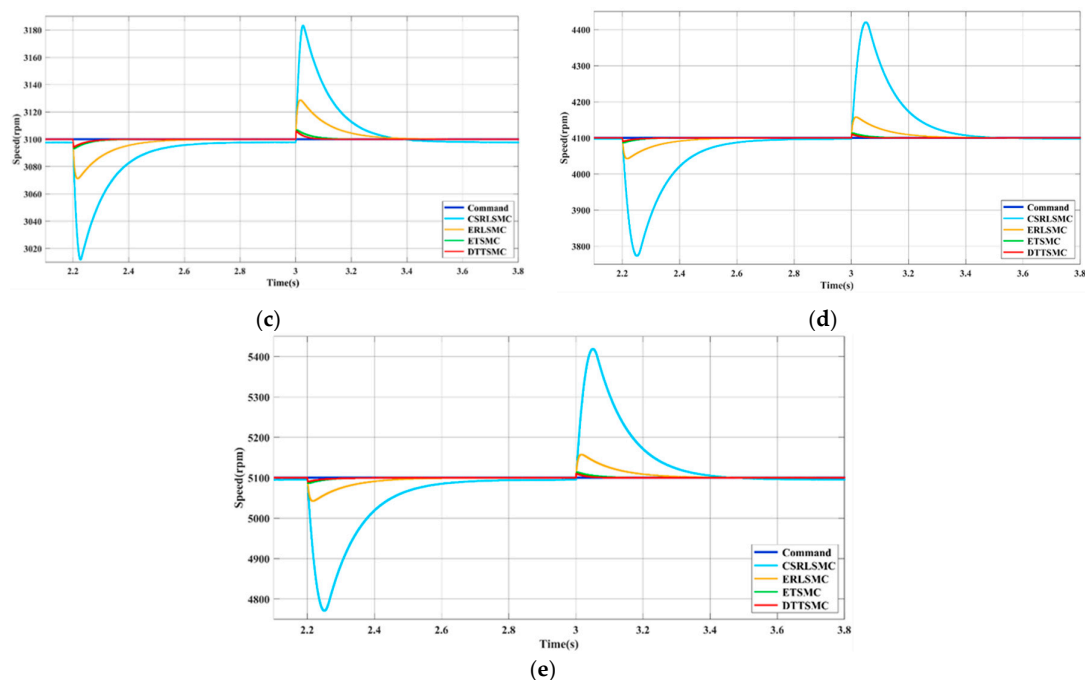 3180
3160
3140
3120
3100
3080
3060
3040
3020
Speed(rpm)
2.2 2.4 2.6 2.8 3 3.2 3.4 3.6 3.8
Time(s)
Command
CSRLSMC
ERLSMC
ETSMC
DTTSMC
(c)
4400
4300
4200
4100
4000
3900
3800
Speed(rpm)
2.2 2.4 2.6 2.8 3 3.2 3.4 3.6 3.8
Time(s)
Command
CSRLSMC
ERLSMC
ETSMC
DTTSMC
(d)
5400
5300
5200
5100
5000
4900
4800
Speed(rpm)
2.2 2.4 2.6 2.8 3 3.2 3.4 3.6 3.8
Time(s)
Command
CSRLSMC
ERLSMC
ETSMC
DTTSMC
(e)